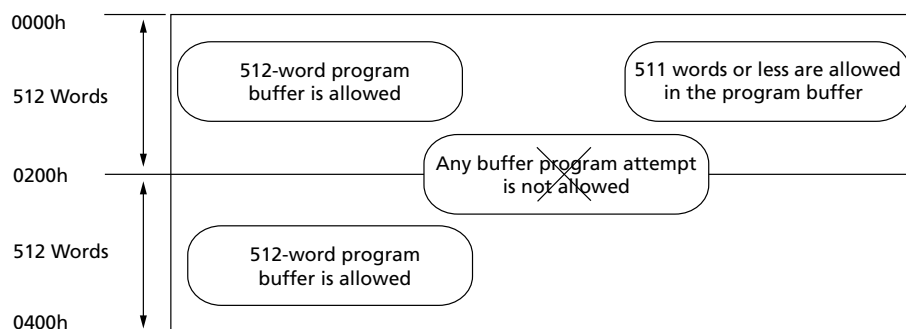 0000h
512 Words
512-word program
buffer is allowed
511 words or less are allowed
in the program buffer
0200h
Any buffer program attempt
is not allowed
512 Words
512-word program
buffer is allowed
0400h